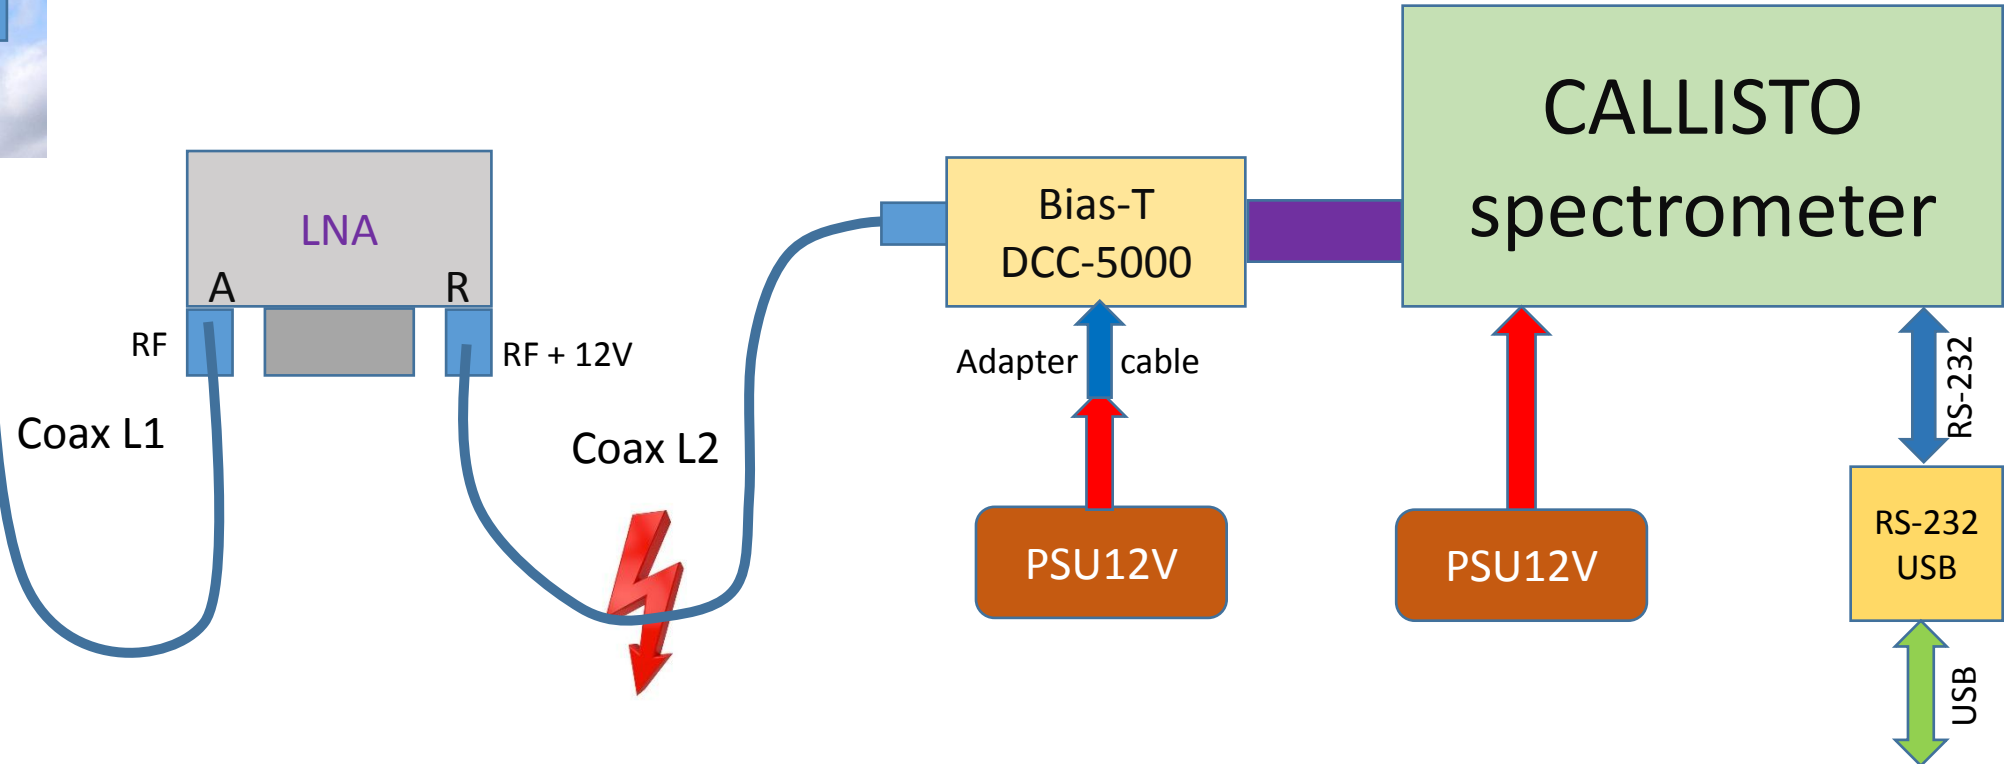 CALLISTO
spectrometer
Bias-T
DCC-5000
LNA
A
R
RF
RF + 12V
Adapter cable
RS-232
Coax L1
Coax L2
PSU12V
PSU12V
RS-232
USB
USB